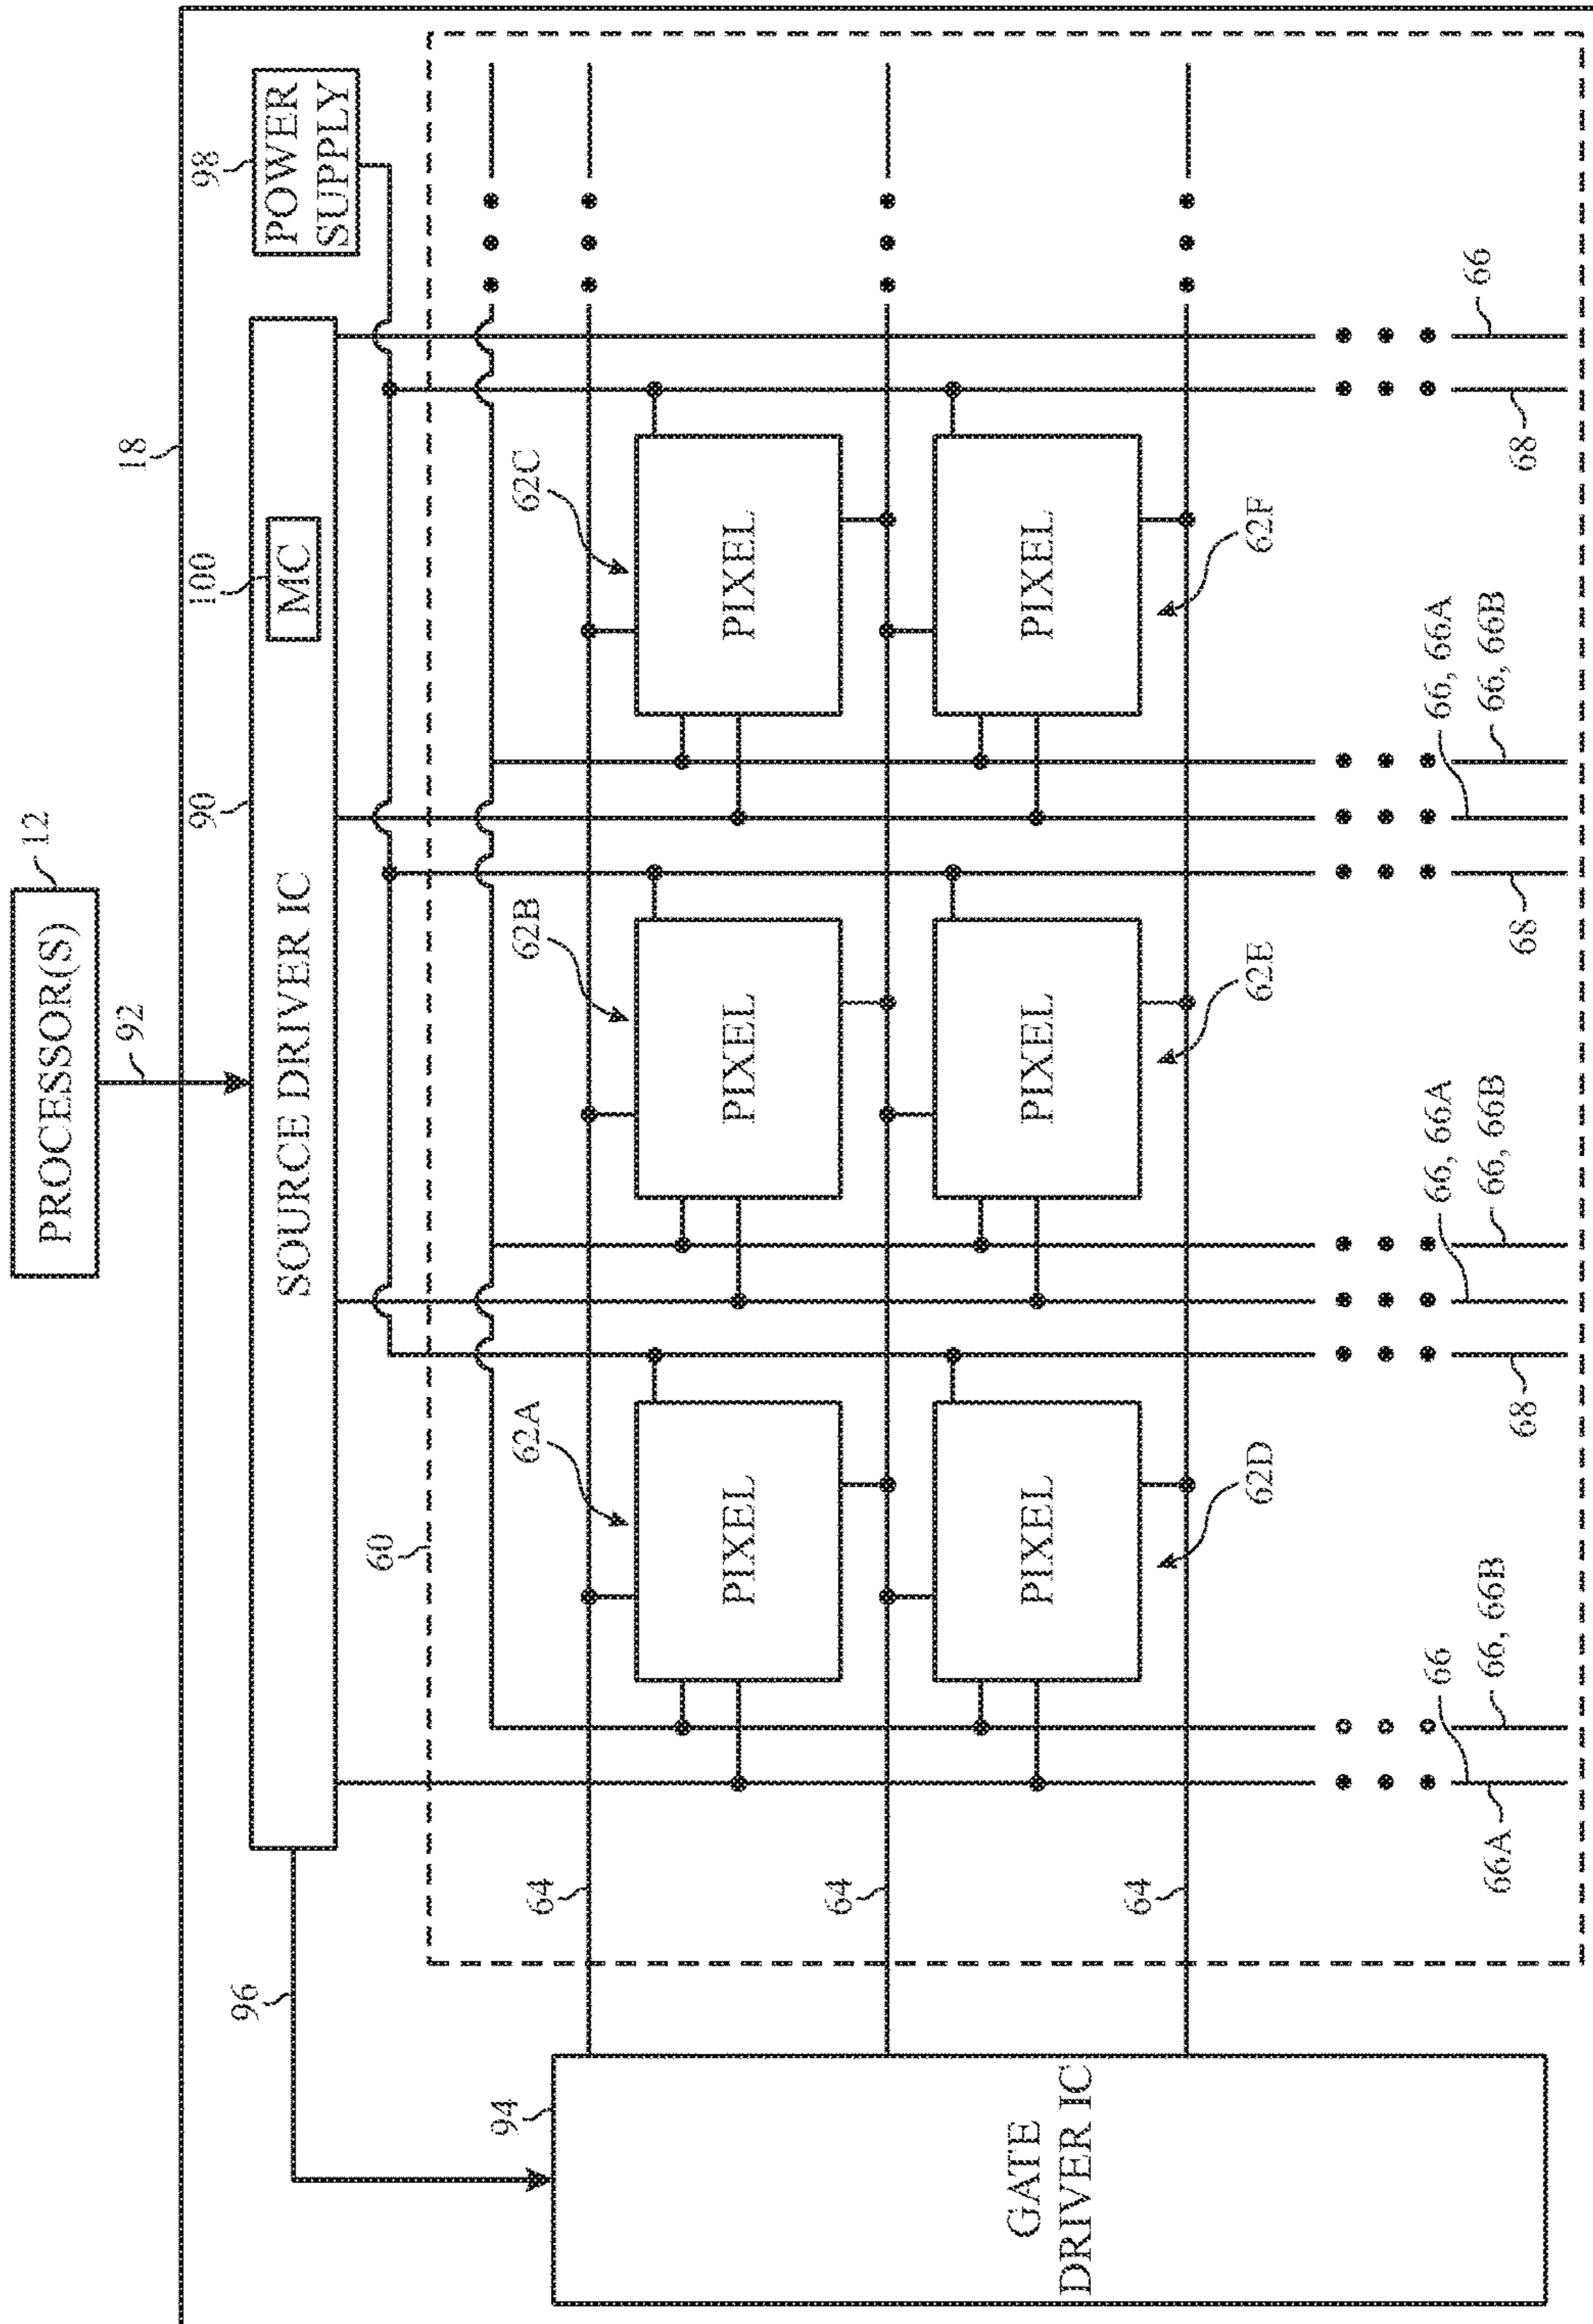 PROCESSOR(S)
12
92
18
90
100
98
SOURCE DRIVER IC
MC
POWER
SUPPLY
96
60
94
GATE
DRIVER IC
64
64
64
62A
62B
62C
PIXEL
PIXEL
PIXEL
PIXEL
PIXEL
PIXEL
62D
62E
62F
66A
66
66, 66B
68
66, 66A
66, 66B
68
66, 66A
66, 66B
68
66